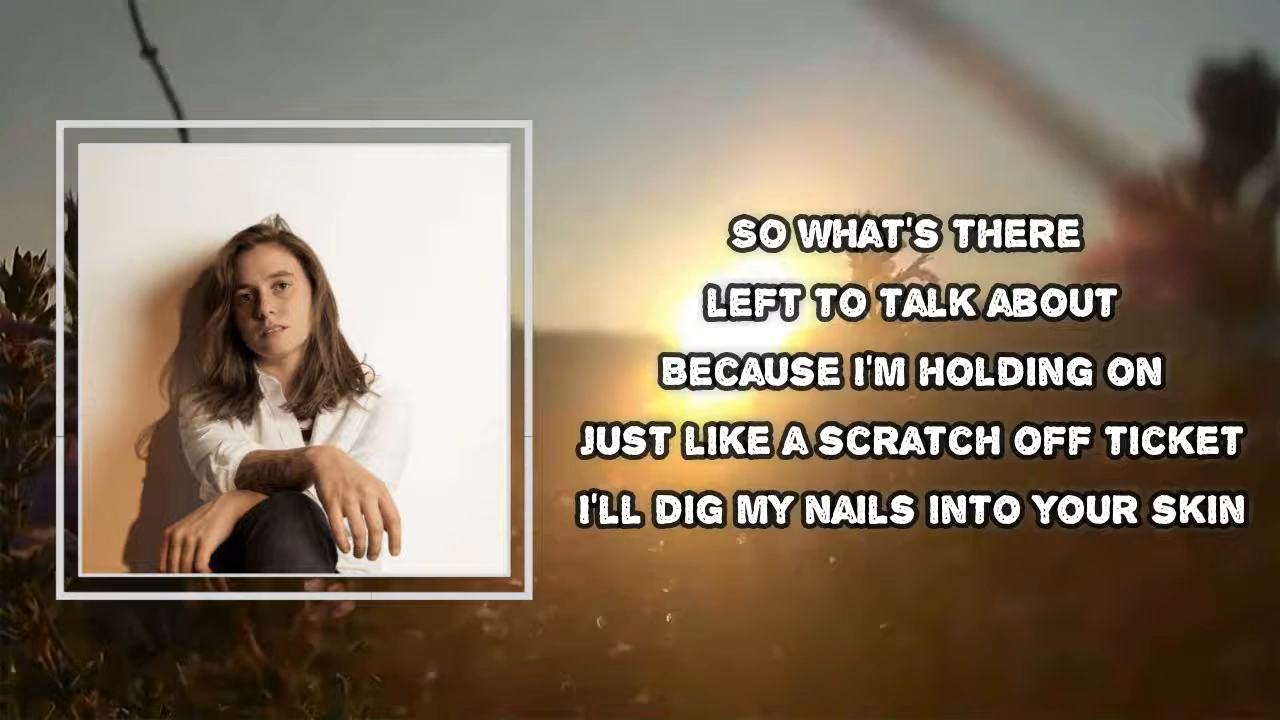 SO WHAT'S THERE
LEFT TO TALK ABOUT
BECAUSE I'M HOLDING ON
JUST LIKE A SCRATCH OFF TICKET
I'LL DIG MY NAILS INTO YOUR SKIN